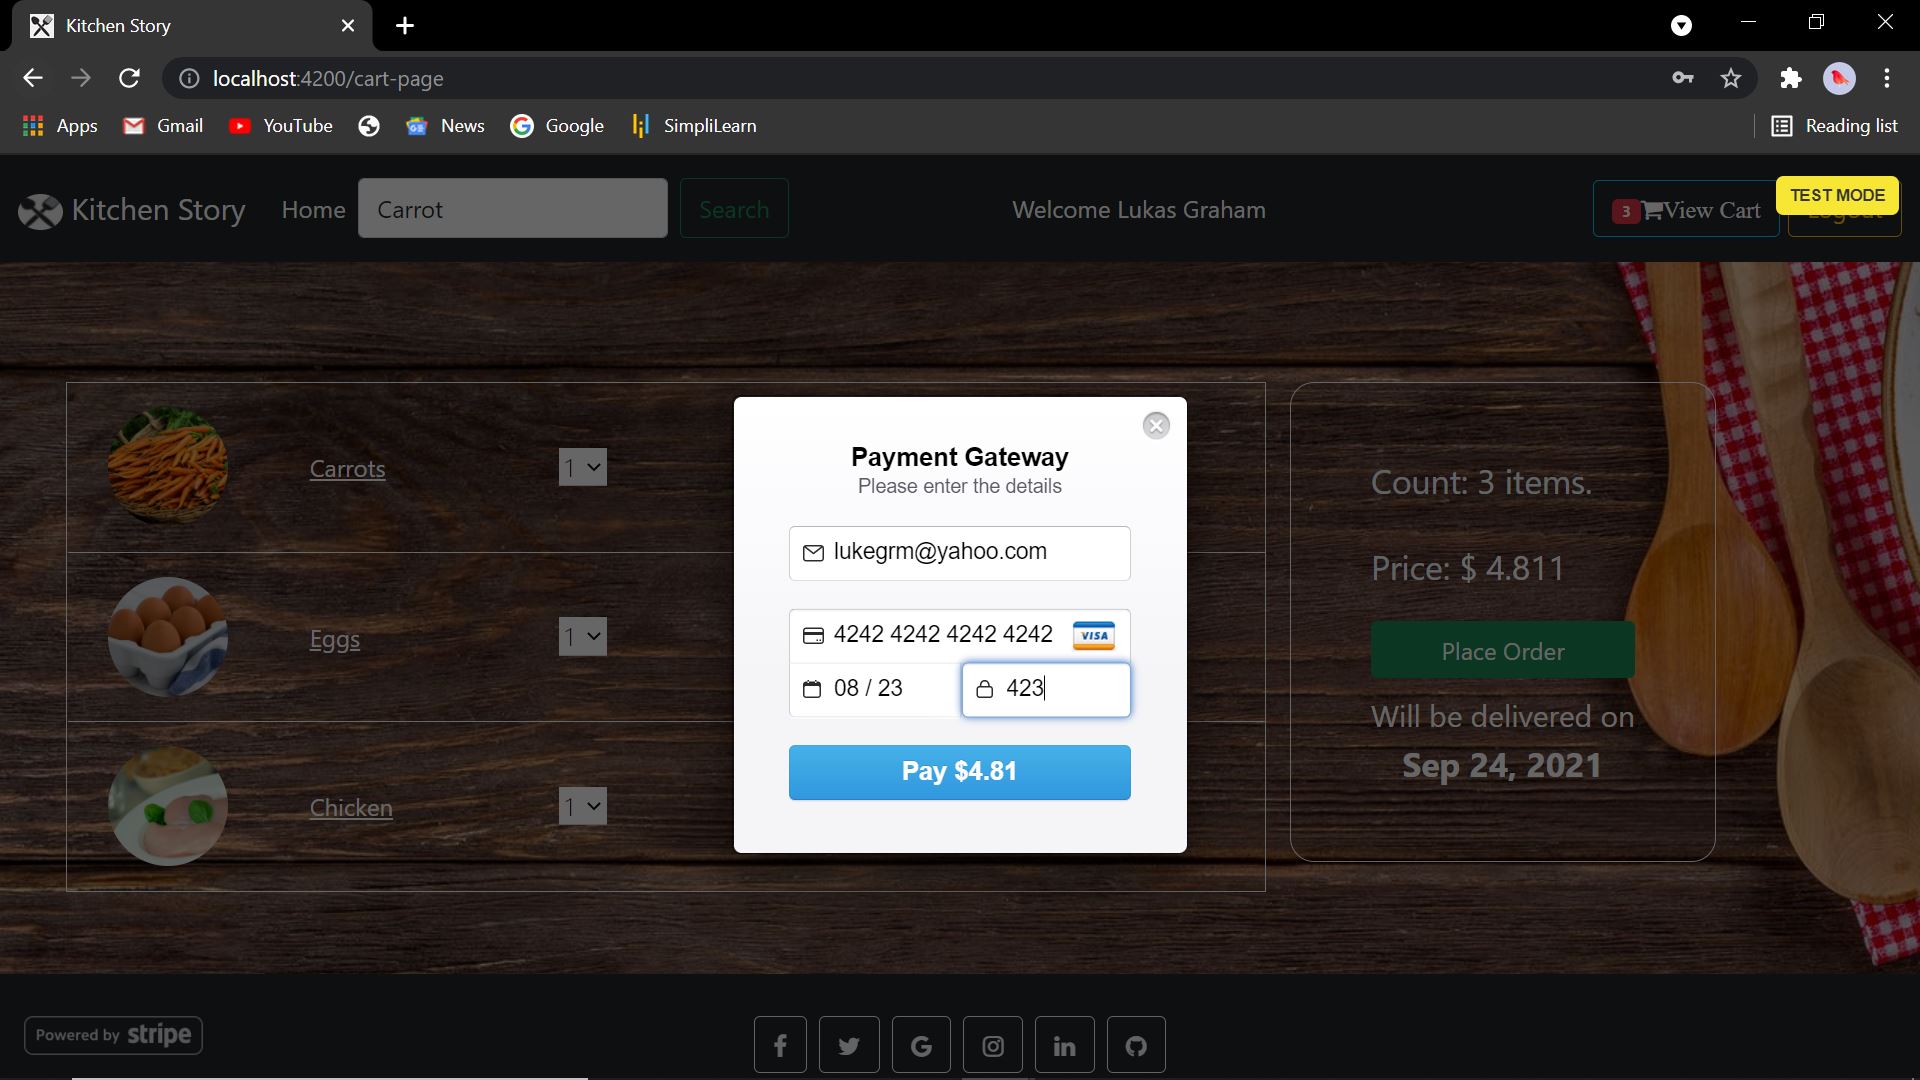 Kitchen Story
localhost:4200/cart-page
Apps Gmail YouTube News Google SimpliLearn Reading list
Kitchen Story Home Carrot Search Welcome Lukas Graham 3 View Cart Logout
TEST MODE
Carrots 1
Eggs 1
Chicken 1
Payment Gateway
Please enter the details
lukegrm@yahoo.com
4242 4242 4242 4242 VISA
08 / 23 423
Pay $4.81
Count: 3 items.
Price: $ 4.811
Place Order
Will be delivered on
Sep 24, 2021
Powered by stripe